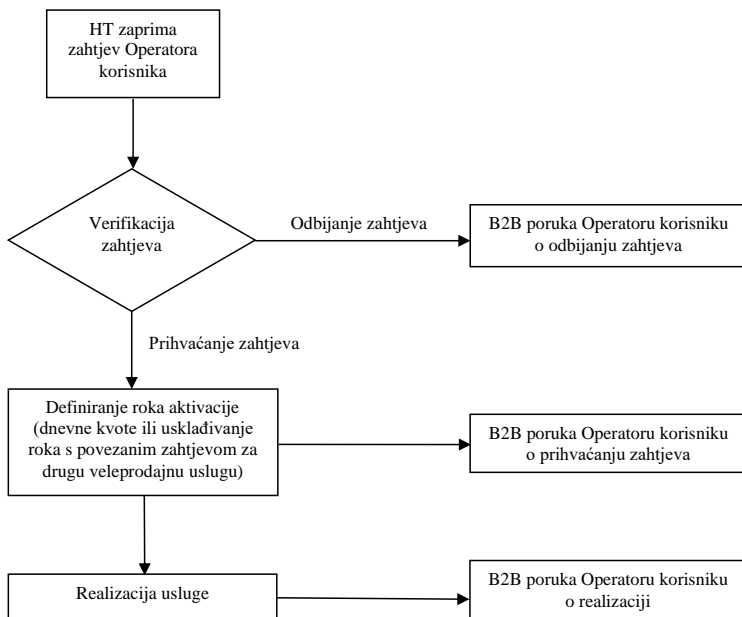 HT zaprima
zahtjev Operatora
korisnika
Verifikacija
zahtjeva
Odbijanje zahtjeva
B2B poruka Operatoru korisniku
o odbijanju zahtjeva
Prihvaćanje zahtjeva
Definiranje roka aktivacije
(dnevne kvote ili usklađivanje
roka s povezanim zahtjevom za
drugu veleprodajnu uslugu)
B2B poruka Operatoru korisniku
o prihvaćanju zahtjeva
Realizacija usluge
B2B poruka Operatoru korisniku
o realizaciji